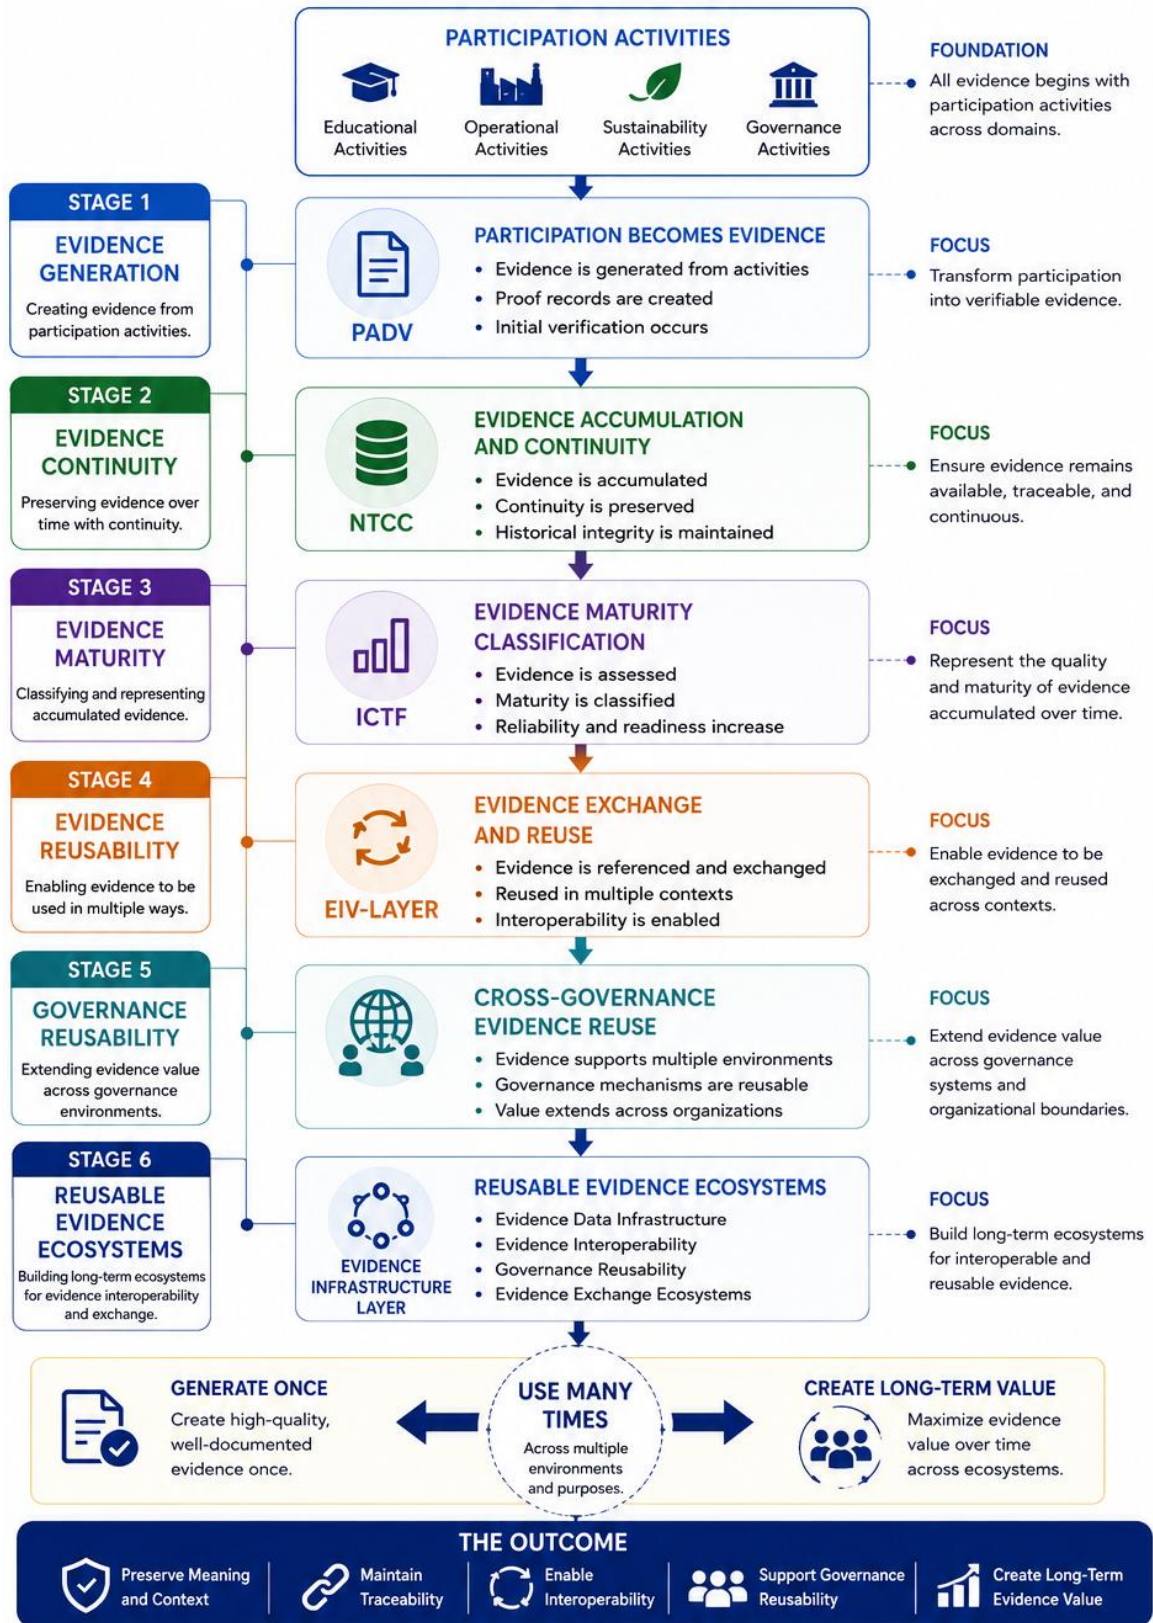 PARTICIPATION ACTIVITIES
Educational
Activities
Operational
Activities
Sustainability
Activities
Governance
Activities
FOUNDATION
All evidence begins with
participation activities
across domains.
STAGE 1
EVIDENCE
GENERATION
Creating evidence from
participation activities.
PADV
PARTICIPATION BECOMES EVIDENCE
• Evidence is generated from activities
• Proof records are created
• Initial verification occurs
FOCUS
Transform participation
into verifiable evidence.
STAGE 2
EVIDENCE
CONTINUITY
Preserving evidence over
time with continuity.
NTCC
EVIDENCE ACCUMULATION
AND CONTINUITY
• Evidence is accumulated
• Continuity is preserved
• Historical integrity is maintained
FOCUS
Ensure evidence remains
available, traceable, and
continuous.
STAGE 3
EVIDENCE
MATURITY
Classifying and representing
accumulated evidence.
ICTF
EVIDENCE MATURITY
CLASSIFICATION
• Evidence is assessed
• Maturity is classified
• Reliability and readiness increase
FOCUS
Represent the quality
and maturity of evidence
accumulated over time.
STAGE 4
EVIDENCE
REUSABILITY
Enabling evidence to be
used in multiple ways.
EIV-LAYER
EVIDENCE EXCHANGE
AND REUSE
• Evidence is referenced and exchanged
• Reused in multiple contexts
• Interoperability is enabled
FOCUS
Enable evidence to be
exchanged and reused
across contexts.
STAGE 5
GOVERNANCE
REUSABILITY
Extending evidence value
across governance
environments.
CROSS-GOVERNANCE
EVIDENCE REUSE
• Evidence supports multiple environments
• Governance mechanisms are reusable
• Value extends across organizations
FOCUS
Extend evidence value
across governance
systems and
organizational boundaries.
STAGE 6
REUSABLE
EVIDENCE
ECOSYSTEMS
Building long-term ecosystems
for evidence interoperability
and exchange.
EVIDENCE
INFRASTRUCTURE
LAYER
REUSABLE EVIDENCE ECOSYSTEMS
• Evidence Data Infrastructure
• Evidence Interoperability
• Governance Reusability
• Evidence Exchange Ecosystems
FOCUS
Build long-term ecosystems
for interoperable and
reusable evidence.
GENERATE ONCE
Create high-quality,
well-documented
evidence once.
USE MANY
TIMES
Across multiple
environments
and purposes.
CREATE LONG-TERM VALUE
Maximize evidence
value over time
across ecosystems.
THE OUTCOME
Preserve Meaning
and Context
Maintain
Traceability
Enable
Interoperability
Support Governance
Reusability
Create Long-Term
Evidence Value